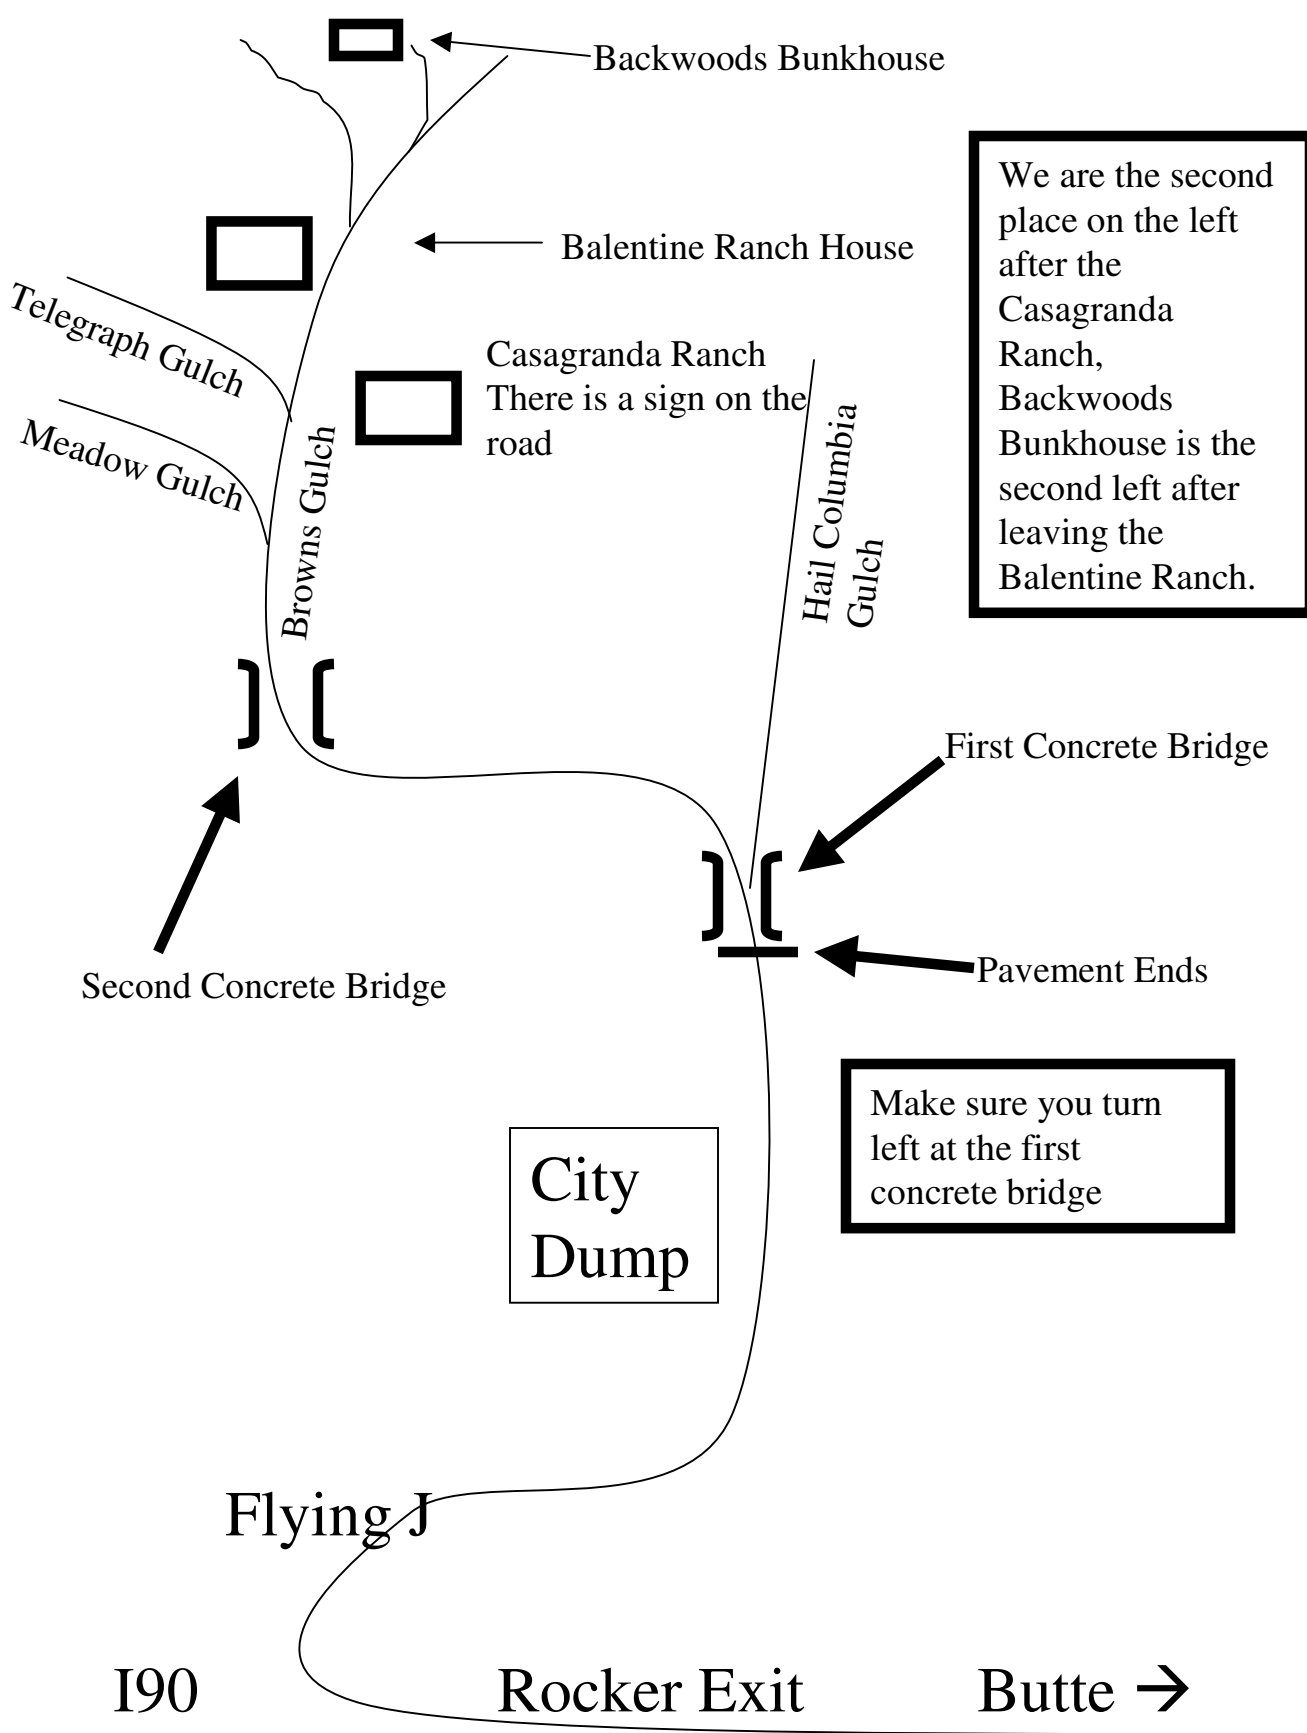 Backwoods Bunkhouse
We are the second
place on the left
after the
Casagranda
Ranch,
Backwoods
Bunkhouse is the
second left after
leaving the
Balentine Ranch.
Balentine Ranch House
Telegraph Gulch
Casagranda Ranch
There is a sign on the
road
Meadow Gulch
Browns Gulch
Hail Columbia
Gulch
First Concrete Bridge
Second Concrete Bridge
Pavement Ends
Make sure you turn
left at the first
concrete bridge
City
Dump
Flying J
I90
Rocker Exit
Butte →